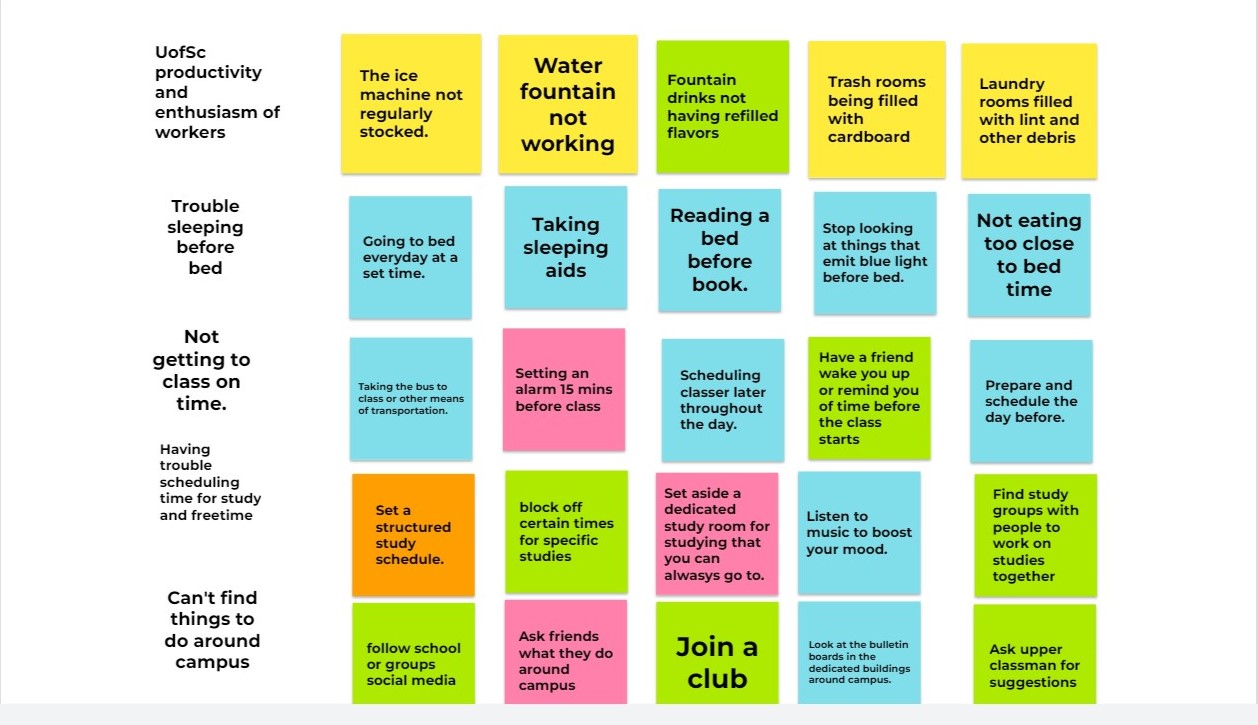 UofSc
productivity
and
enthusiasm of
workers
The ice
machine not
regularly
stocked.
Water
fountain
not
working
Fountain
drinks not
having refilled
flavors
Trash rooms
being filled
with
cardboard
Laundry
rooms filled
with lint and
other debris
Trouble
sleeping
before
bed
Going to bed
everyday at a
set time.
Taking
sleeping
aids
Reading a
bed
before
book.
Stop looking
at things that
emit blue light
before bed.
Not eating
too close
to bed
time
Not
getting to
class on
time.
Taking the bus to
class or other means
of transportation.
Setting an
alarm 15 mins
before class
Scheduling
classer later
throughout
the day.
Have a friend
wake you up
or remind you
of time before
the class
starts
Prepare and
schedule the
day before.
Having
trouble
scheduling
time for study
and freetime
Set a
structured
study
schedule.
block off
certain times
for specific
studies
Set aside a
dedicated
study room for
studying that
you can
alwasys go to.
Listen to
music to boost
your mood.
Find study
groups with
people to
work on
studies
together
Can't find
things to
do around
campus
follow school
or groups
social media
Ask friends
what they do
around
campus
Join a
club
Look at the bulletin
boards in the
dedicated buildings
around campus.
Ask upper
classman for
suggestions